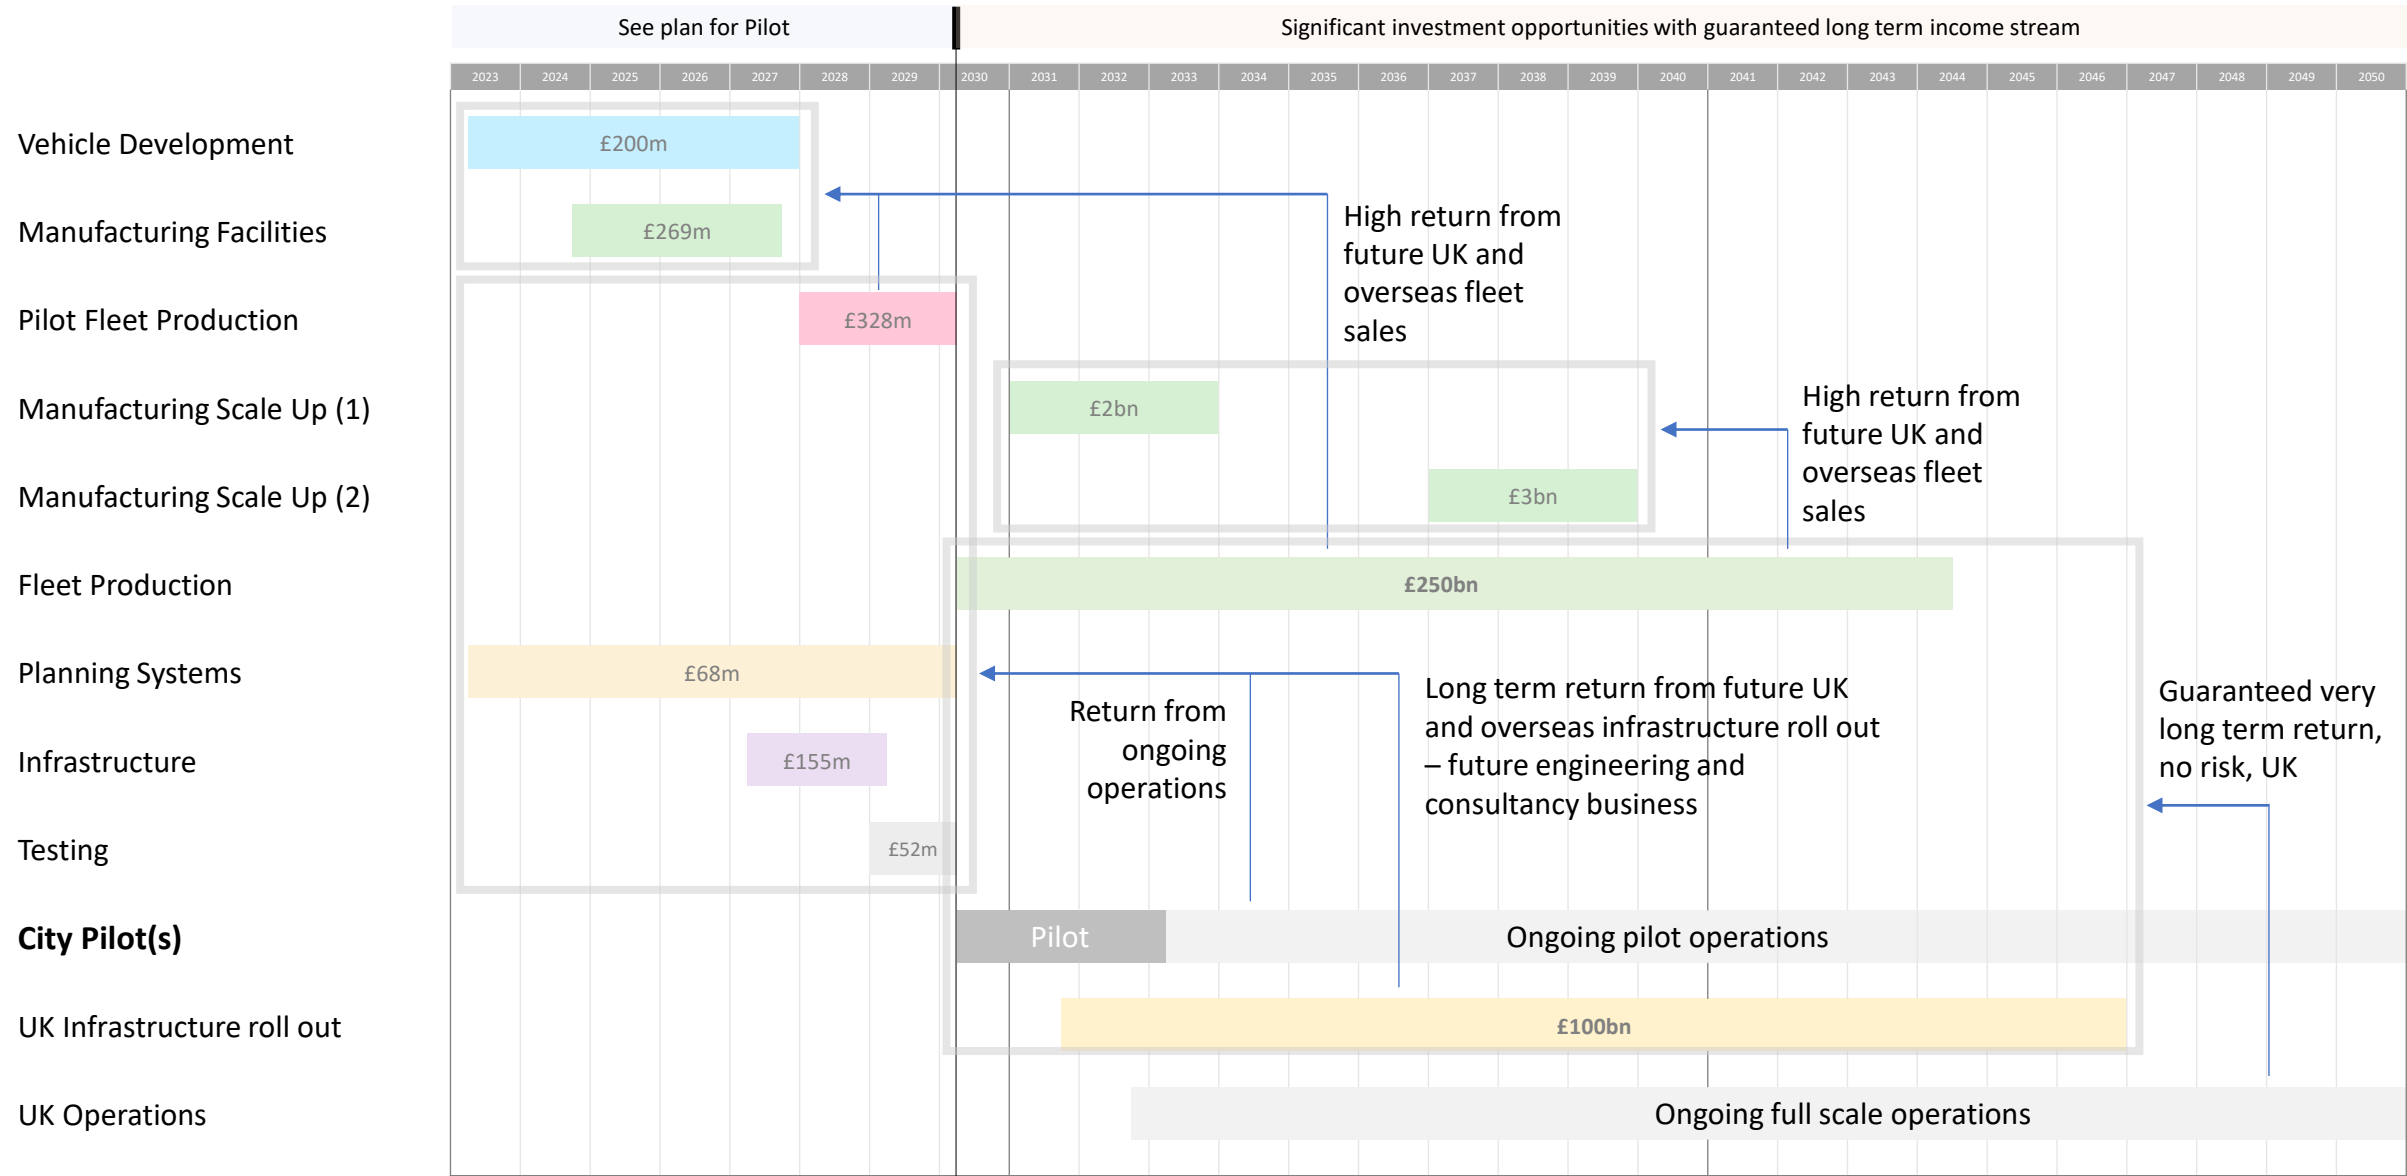 See plan for Pilot
Significant investment opportunities with guaranteed long term income stream
2023 2024 2025 2026 2027 2028 2029 2030 2031 2032 2033 2034 2035 2036 2037 2038 2039 2040 2041 2042 2043 2044 2045 2046 2047 2048 2049 2050
Vehicle Development
£200m
Manufacturing Facilities
£269m
High return from
future UK and
overseas fleet
sales
Pilot Fleet Production
£328m
Manufacturing Scale Up (1)
£2bn
High return from
future UK and
overseas fleet
sales
Manufacturing Scale Up (2)
£3bn
Fleet Production
£250bn
Planning Systems
£68m
Return from
ongoing
operations
Long term return from future UK
and overseas infrastructure roll out
– future engineering and
consultancy business
Guaranteed very
long term return,
no risk, UK
Infrastructure
£155m
Testing
£52m
City Pilot(s)
Pilot
Ongoing pilot operations
UK Infrastructure roll out
£100bn
UK Operations
Ongoing full scale operations